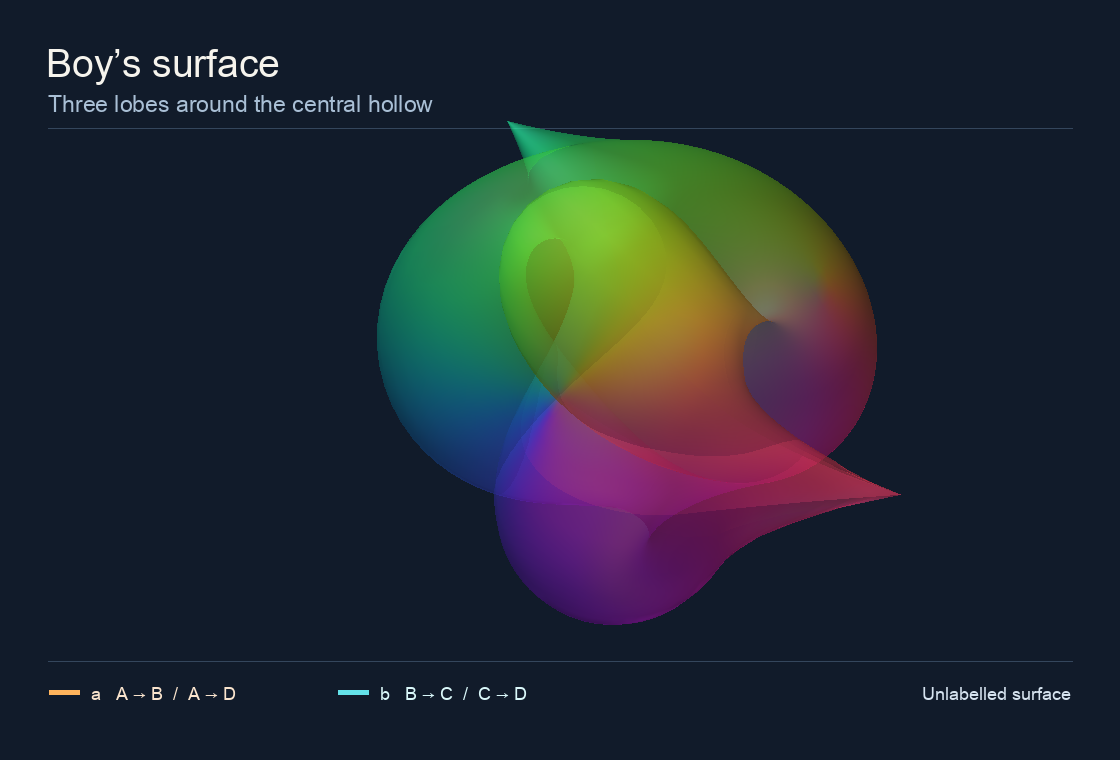 Boy’s surface
Three lobes around the central hollow
a A→B / A→D b B→C / C→D Unlabelled surface